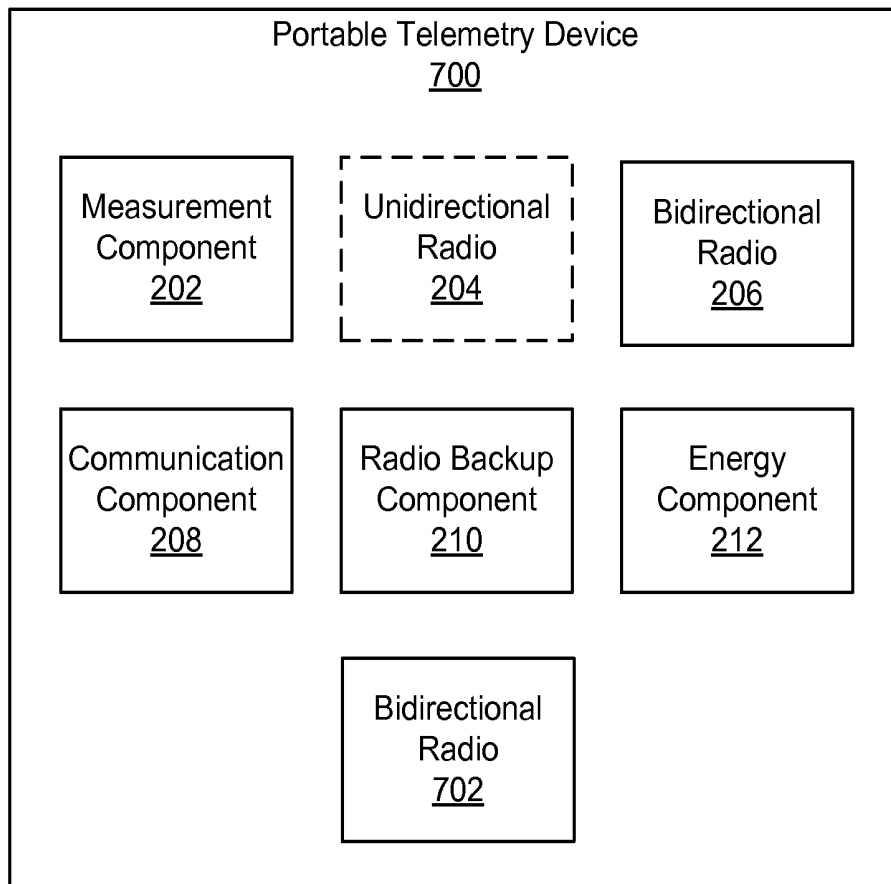 Portable Telemetry Device
700
Measurement
Component
202
Unidirectional
Radio
204
Bidirectional
Radio
206
Communication
Component
208
Radio Backup
Component
210
Energy
Component
212
Bidirectional
Radio
702